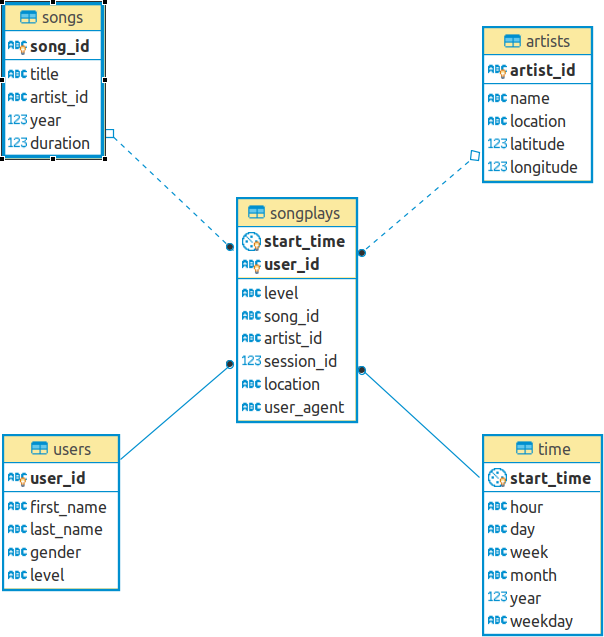 songs
ABC song_id
ABC title
ABC artist_id
123 year
123 duration
artists
ABC artist_id
ABC name
ABC location
123 latitude
123 longitude
songplays
start_time
ABC user_id
ABC level
ABC song_id
ABC artist_id
123 session_id
ABC location
ABC user_agent
users
ABC user_id
ABC first_name
ABC last_name
ABC gender
ABC level
time
start_time
ABC hour
ABC day
ABC week
ABC month
123 year
ABC weekday